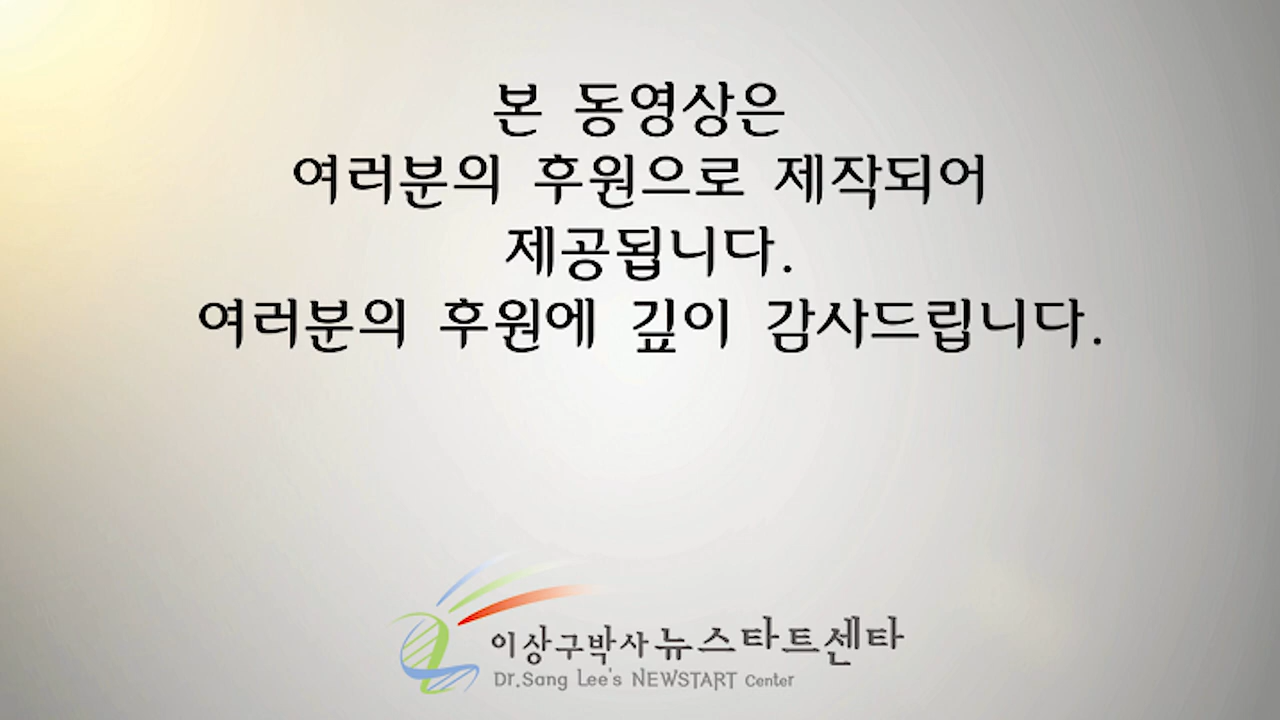 본 동영상은
여러분의 후원으로 제작되어
제공됩니다.
여러분의 후원에 깊이 감사드립니다.
이상구박사 뉴스타트센타
Dr.Sang Lee's NEWSTART Center